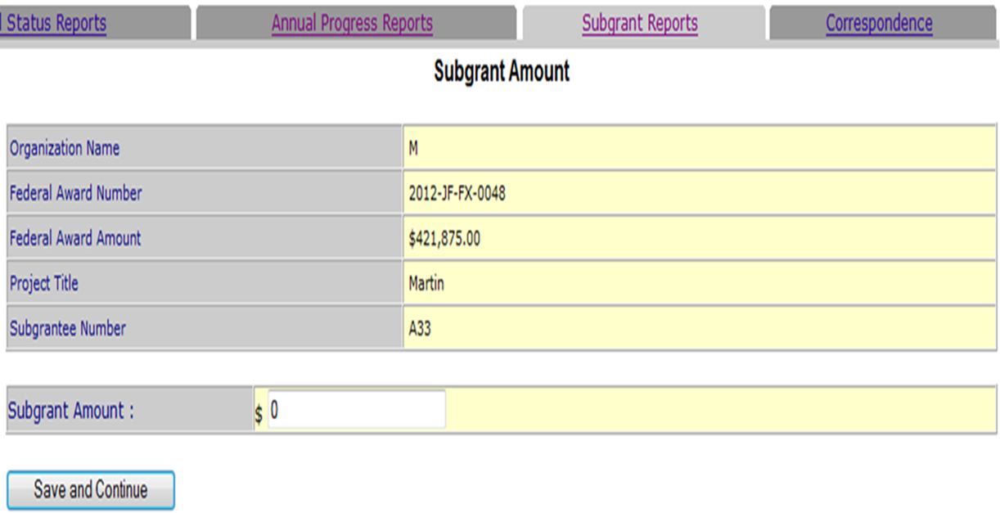 Status Reports Annual Progress Reports Subgrant Reports Correspondence
Subgrant Amount
Organization Name M
Federal Award Number 2012-JF-FX-0048
Federal Award Amount $421,875.00
Project Title Martin
Subgrantee Number A33
Subgrant Amount : $ 0
Save and Continue